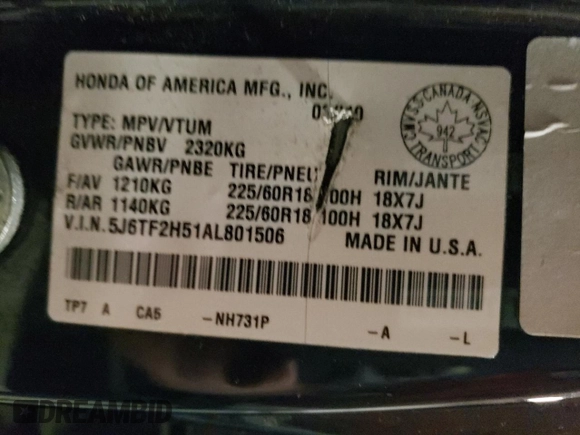 HONDA OF AMERICA MFG., INC.
TYPE: MPV/VTUM
GVWR/PNBV 2320KG
GAWR/PNBE TIRE/PNEU RIM/JANTE
F/AV 1210KG 225/60R18 100H 18X7J
R/AR 1140KG 225/60R18 100H 18X7J
V.I.N. 5J6TF2H51AL801506 MADE IN U.S.A.
TP7 A CA5 -NH731P -A -L
CANADA
942
TRANSPORT
CMVSS NSVAC
DREAMBID